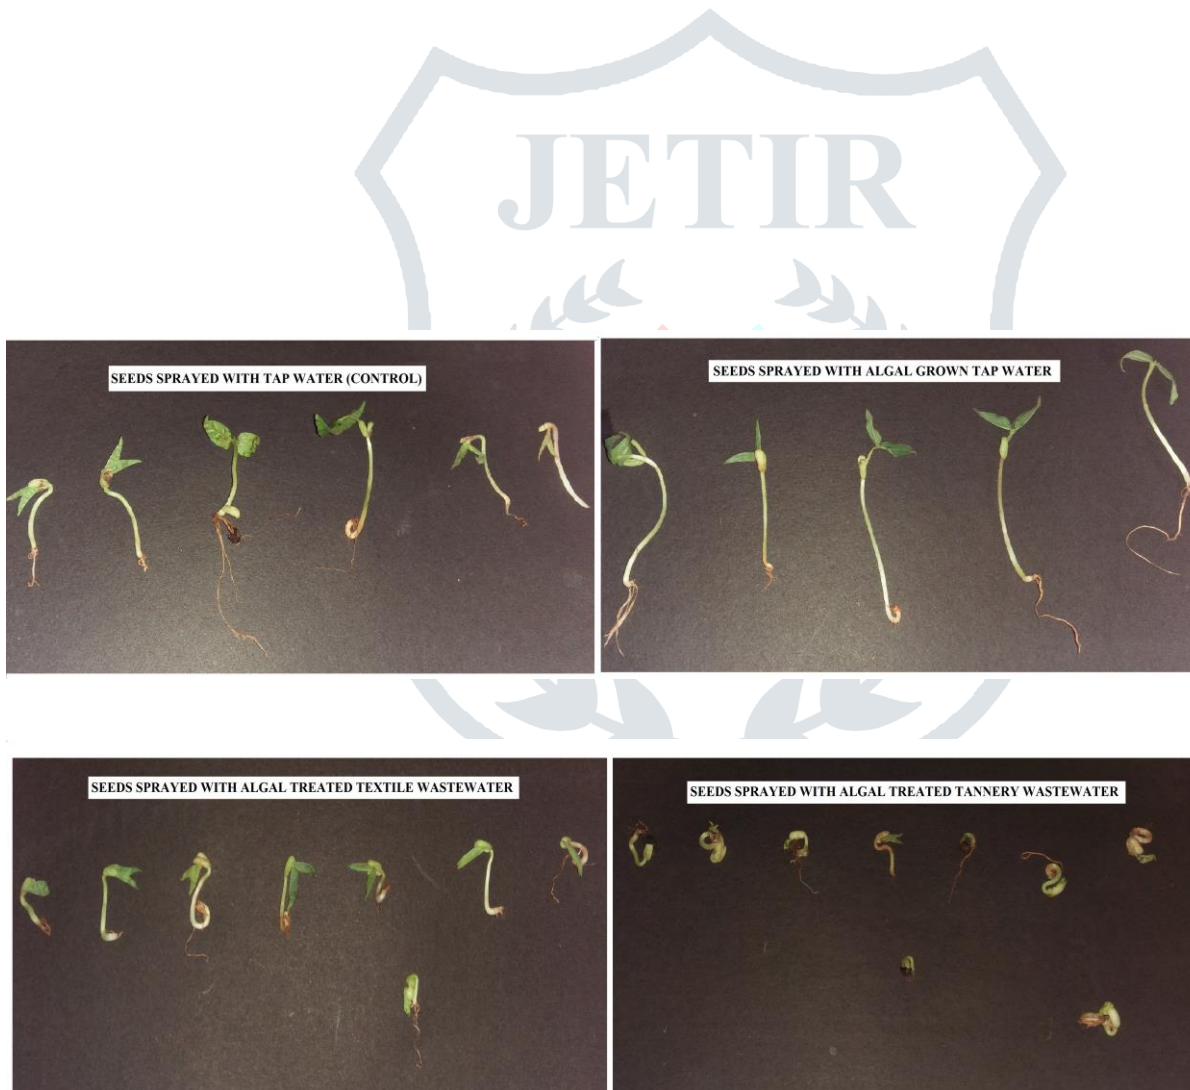 JETIR
SEEDS SPRAYED WITH TAP WATER (CONTROL)
SEEDS SPRAYED WITH ALGAL GROWN TAP WATER
SEEDS SPRAYED WITH ALGAL TREATED TEXTILE WASTEWATER
SEEDS SPRAYED WITH ALGAL TREATED TANNERY WASTEWATER